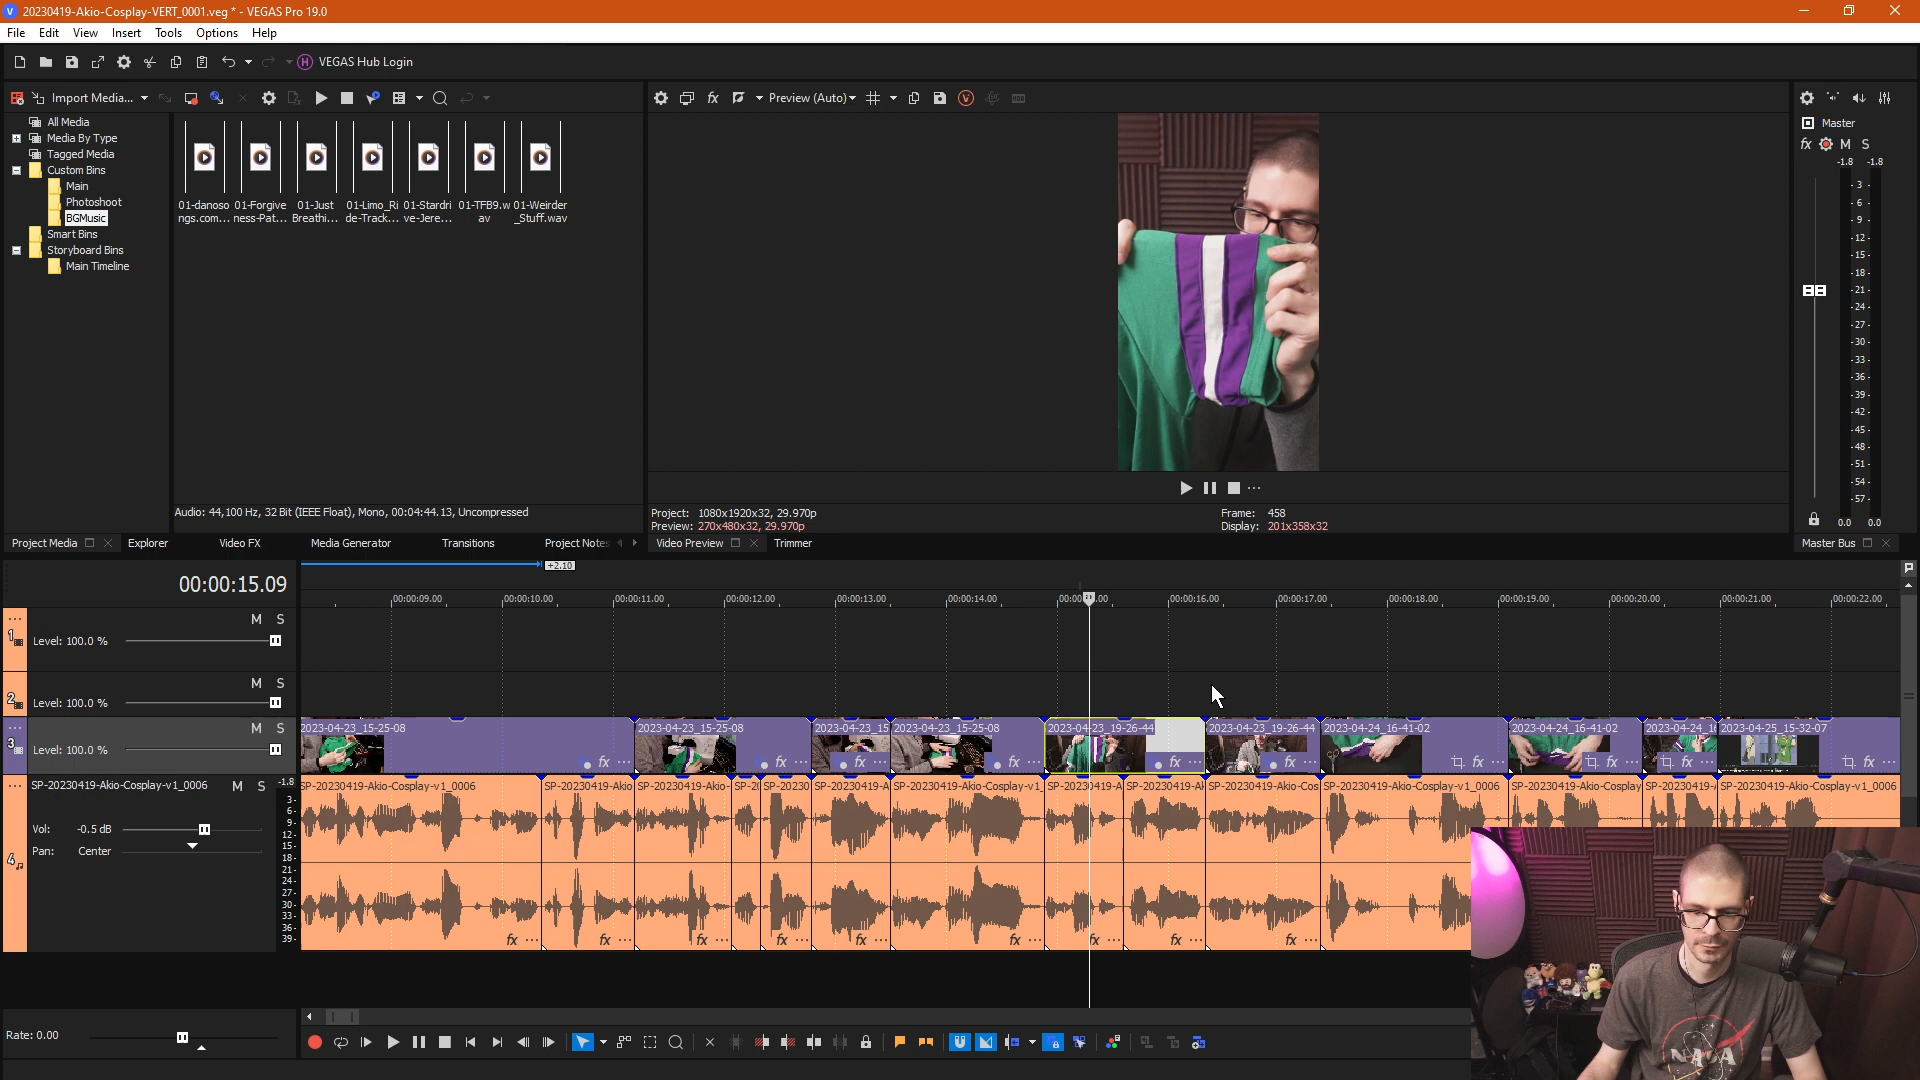 20230419-Akio-Cosplay-VERT_0001.veg * - VEGAS Pro 19.0
File Edit View Insert Tools Options Help
VEGAS Hub Login
Import Media...
Preview (Auto)
All Media
Media By Type
Tagged Media
Custom Bins
Main
Photoshoot
BGMusic
Smart Bins
Storyboard Bins
Main Timeline
01-danoso 01-Forgive 01-Just 01-Limo_Ri 01-Stardri 01-TFB9.w 01-Weirder
ngs.com... ness-Pat... Breathi... de-Track... ve-Jere... av _Stuff.wav
Audio: 44,100 Hz, 32 Bit (IEEE Float), Mono, 00:04:44.13, Uncompressed
Project: 1080x1920x32, 29.970p
Preview: 270x480x32, 29.970p
Frame: 458
Display: 201x358x32
Master
fx M S
-1.8 -1.8
- 3 -
- 6 -
- 9 -
-12-
-15-
-18-
-21-
-24-
-27-
-30-
-33-
-36-
-39-
-42-
-45-
-48-
-51-
-54-
-57-
0.0 0.0
Project Media Explorer Video FX Media Generator Transitions Project Notes Video Preview Trimmer Master Bus
+2.10
00:00:15.09
00:00:09.00 00:00:10.00 00:00:11.00 00:00:12.00 00:00:13.00 00:00:14.00 00:00:16.00 00:00:17.00 00:00:18.00 00:00:19.00 00:00:20.00 00:00:21.00 00:00:22.00
1 M S
Level: 100.0 %
2 M S
Level: 100.0 %
3 M S
Level: 100.0 %
2023-04-23_15-25-08 2023-04-23_15-25-08 2023-04-23_15 2023-04-23_15-25-08 2023-04-23_19-26-44 2023-04-23_19-26-44 2023-04-24_16-41-02 2023-04-24_16-41-02 2023-04-24_16 2023-04-25_15-32-07
fx fx fx fx fx fx fx fx fx fx
SP-20230419-Akio-Cosplay-v1_0006 M S
-1.8
SP-20230419-Akio-Cosplay-v1_0006 SP-20230419-Akio SP-20230419-Akio-C SP-20 SP-20230 SP-20230419-A SP-20230419-Akio-Cosplay-v1_ SP-20230419-A SP-20230419-Ak SP-20230419-Akio-Cos SP-20230419-Akio-Cosplay-v1_0006 SP-20230419-Akio-Cosplay SP-20230419- SP-20230419-Akio-Cosplay-v1_0006
Vol: -0.5 dB
Pan: Center
4
3-
6-
9-
12-
15-
18-
21-
24-
27-
30-
33-
36-
39-
fx fx fx fx fx fx fx fx fx
Rate: 0.00
NASA